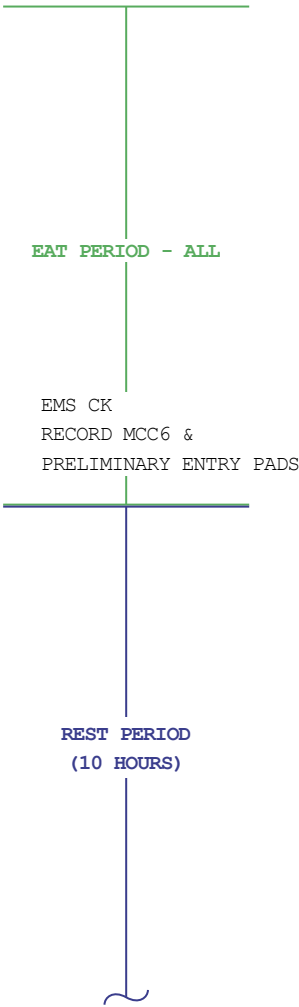 EAT PERIOD - ALL
EMS CK
RECORD MCC6 &
PRELIMINARY ENTRY PADS
REST PERIOD
(10 HOURS)